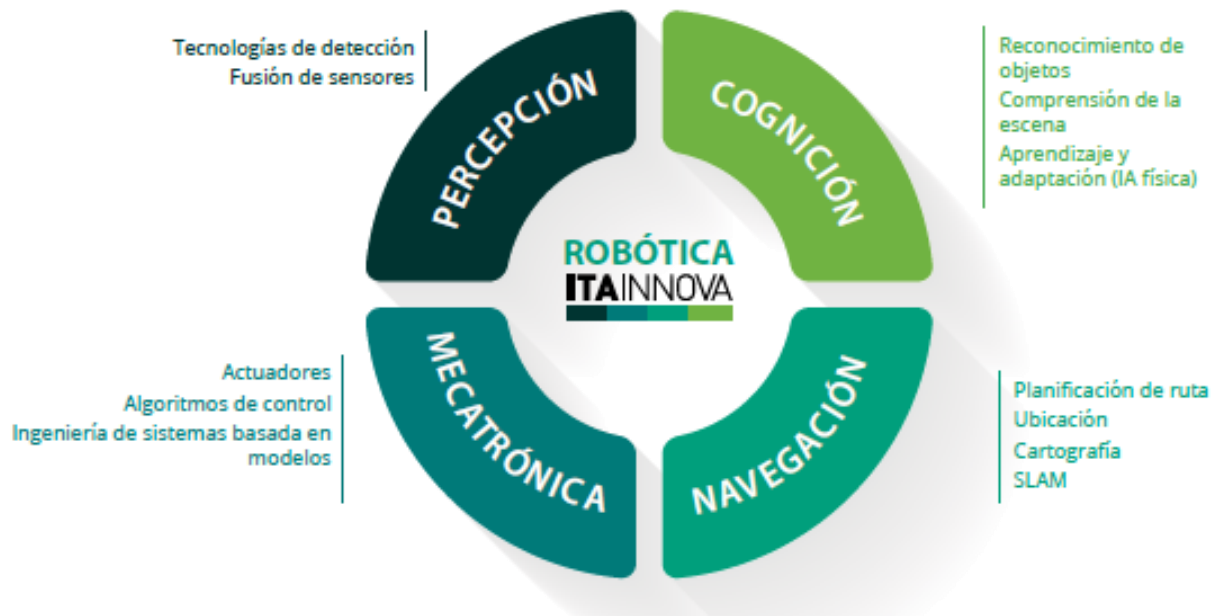 Tecnologías de detección
Fusión de sensores
PERCEPCIÓN
COGNICIÓN
Reconocimiento de
objetos
Comprensión de la
escena
Aprendizaje y
adaptación (IA física)
ROBÓTICA
ITAINNOVA
Actuadores
Algoritmos de control
Ingeniería de sistemas basada en
modelos
MECATRÓNICA
NAVEGACIÓN
Planificación de ruta
Ubicación
Cartografía
SLAM